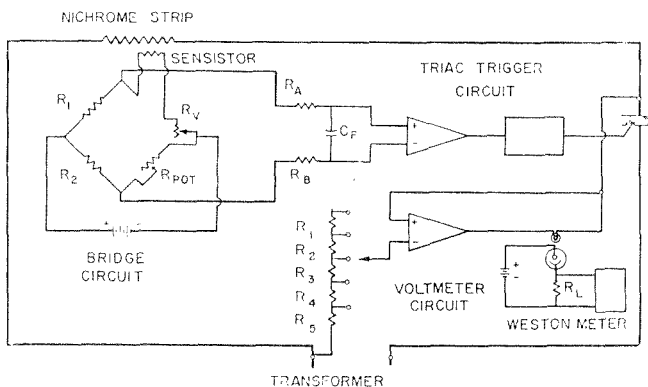 NICHROME STRIP
SENSISTOR
R1
RV
R2
RPOT
+
BRIDGE
CIRCUIT
RA
CF
RB
TRIAC TRIGGER
CIRCUIT
+
-
R1
R2
R3
R4
R5
+
-
VOLTMETER
CIRCUIT
+
-
RL
WESTON METER
TRANSFORMER